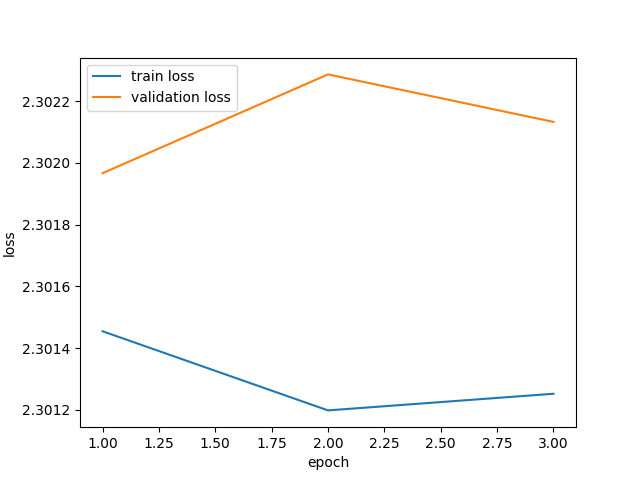 train loss
validation loss
2.3022
2.3020
2.3018
2.3016
2.3014
2.3012
loss
1.00 1.25 1.50 1.75 2.00 2.25 2.50 2.75 3.00
epoch